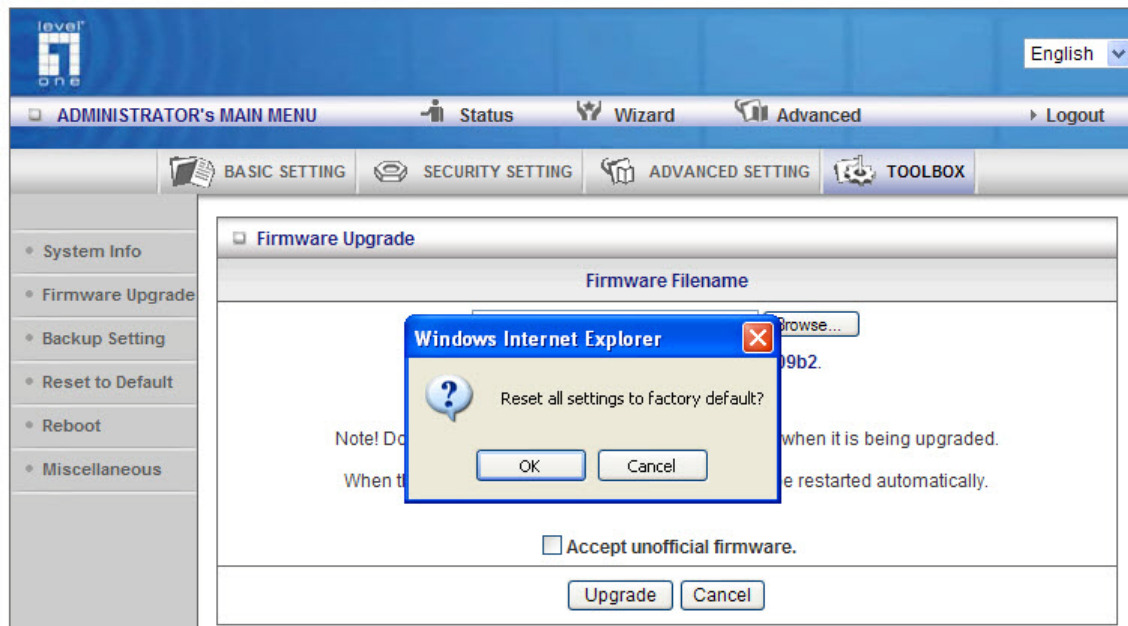 level
one
English
ADMINISTRATOR's MAIN MENU Status Wizard Advanced Logout
BASIC SETTING SECURITY SETTING ADVANCED SETTING TOOLBOX
System Info
Firmware Upgrade
Backup Setting
Reset to Default
Reboot
Miscellaneous
Firmware Upgrade
Firmware Filename
Browse...
09b2.
Windows Internet Explorer
Reset all settings to factory default?
OK Cancel
Note! Do when it is being upgraded.
When restarted automatically.
Accept unofficial firmware.
Upgrade Cancel